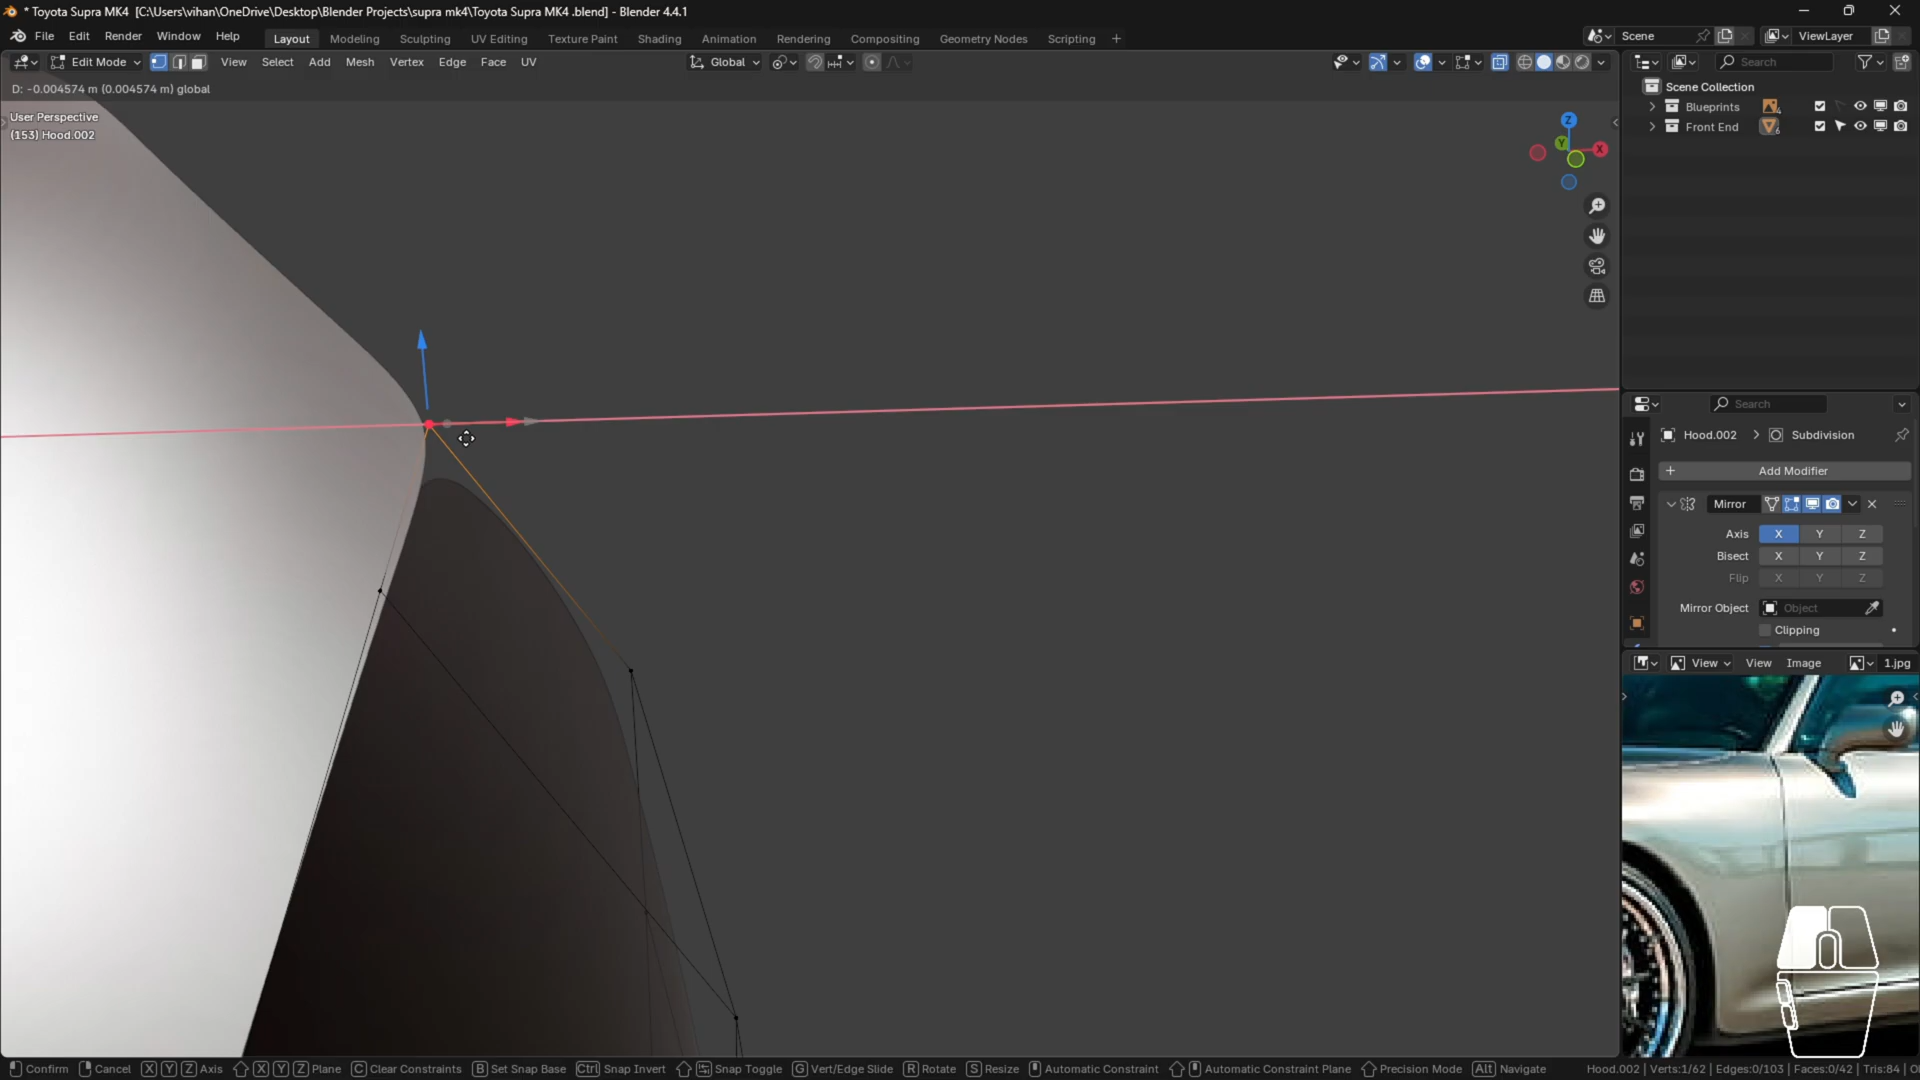 * Toyota Supra MK4  [C:\Users\vihan\OneDrive\Desktop\Blender Projects\supra mk4\Toyota Supra MK4 .blend] - Blender 4.4.1
File Edit Render Window Help Layout Modeling Sculpting UV Editing Texture Paint Shading Animation Rendering Compositing Geometry Nodes Scripting + Scene ViewLayer
Edit Mode View Select Add Mesh Vertex Edge Face UV Global Search
D: -0.004574 m (0.004574 m) global
Scene Collection
Blueprints
User Perspective
(153) Hood.002
Front End
Z
Y
X
Search
Hood.002 > Subdivision
+ Add Modifier
Mirror
Axis X Y Z
Bisect X Y Z
Flip X Y Z
Mirror Object Object
Clipping
View View Image 1.jpg
Confirm Cancel X Y Z Axis X Y Z Plane C Clear Constraints B Set Snap Base Ctrl Snap Invert Snap Toggle G Vert/Edge Slide R Rotate S Resize Automatic Constraint Automatic Constraint Plane Precision Mode Alt Navigate Hood.002 | Verts:1/62 | Edges:0/103 | Faces:0/42 | Tris:84 |